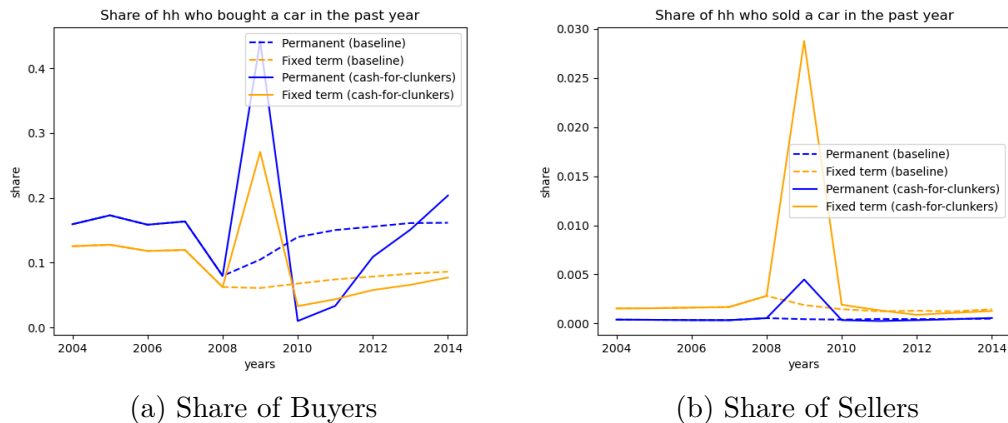 Share of hh who bought a car in the past year
share
0.4
0.3
0.2
0.1
0.0
Permanent (baseline)
Fixed term (baseline)
Permanent (cash-for-clunkers)
Fixed term (cash-for-clunkers)
2004 2006 2008 2010 2012 2014
years
(a) Share of Buyers
Share of hh who sold a car in the past year
share
0.030
0.025
0.020
0.015
0.010
0.005
0.000
Permanent (baseline)
Fixed term (baseline)
Permanent (cash-for-clunkers)
Fixed term (cash-for-clunkers)
2004 2006 2008 2010 2012 2014
years
(b) Share of Sellers